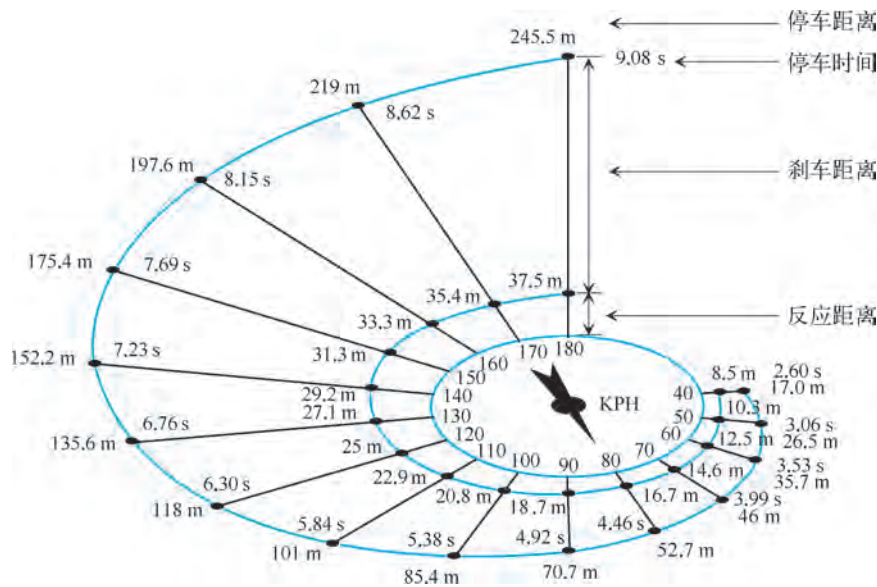 停车距离
245.5 m
9.08 s
停车时间
219 m
8.62 s
197.6 m
8.15 s
刹车距离
175.4 m
7.69 s
37.5 m
35.4 m
33.3 m
反应距离
31.3 m
152.2 m
7.23 s
29.2 m
27.1 m
135.6 m
6.76 s
25 m
118 m
6.30 s
22.9 m
101 m
5.84 s
20.8 m
85.4 m
5.38 s
18.7 m
70.7 m
4.92 s
16.7 m
52.7 m
4.46 s
14.6 m
3.99 s
46 m
12.5 m
3.53 s
35.7 m
10.3 m
3.06 s
26.5 m
8.5 m
2.60 s
17.0 m
180
170
160
150
140
130
120
110
100
90
80
70
60
50
40
KPH